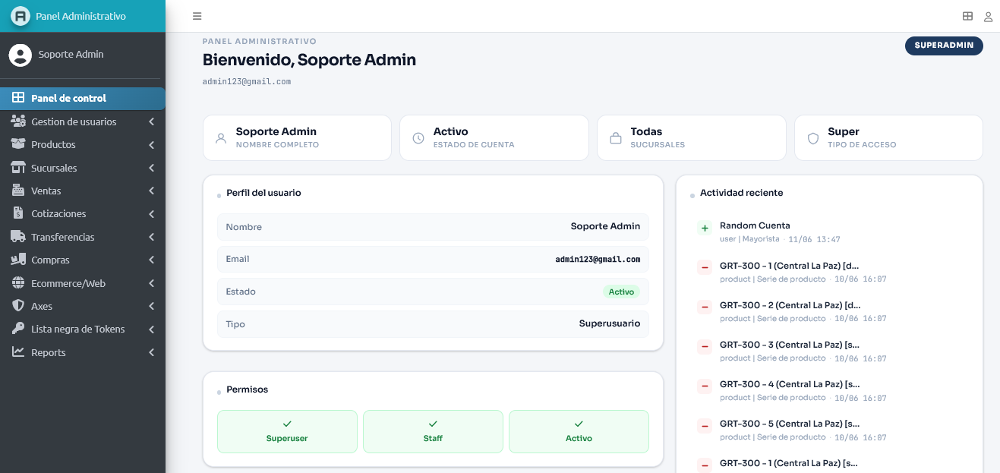 Panel Administrativo
Soporte Admin
Panel de control
Gestion de usuarios
Productos
Sucursales
Ventas
Cotizaciones
Transferencias
Compras
Ecommerce/Web
Axes
Lista negra de Tokens
Reports
PANEL ADMINISTRATIVO
Bienvenido, Soporte Admin
admin123@gmail.com
SUPERADMIN
Soporte Admin
NOMBRE COMPLETO
Activo
ESTADO DE CUENTA
Todas
SUCURSALES
Super
TIPO DE ACCESO
Perfil del usuario
Nombre Soporte Admin
Email admin123@gmail.com
Estado Activo
Tipo Superusuario
Permisos
Superuser
Staff
Activo
Actividad reciente
Random Cuenta
user | Mayorista · 11/06 13:47
GRT-300 - 1 (Central La Paz) [d...
product | Serie de producto · 10/06 16:07
GRT-300 - 2 (Central La Paz) [d...
product | Serie de producto · 10/06 16:07
GRT-300 - 3 (Central La Paz) [s...
product | Serie de producto · 10/06 16:07
GRT-300 - 4 (Central La Paz) [s...
product | Serie de producto · 10/06 16:07
GRT-300 - 5 (Central La Paz) [s...
product | Serie de producto · 10/06 16:07
GRT-300 - 1 (Central La Paz) [s...